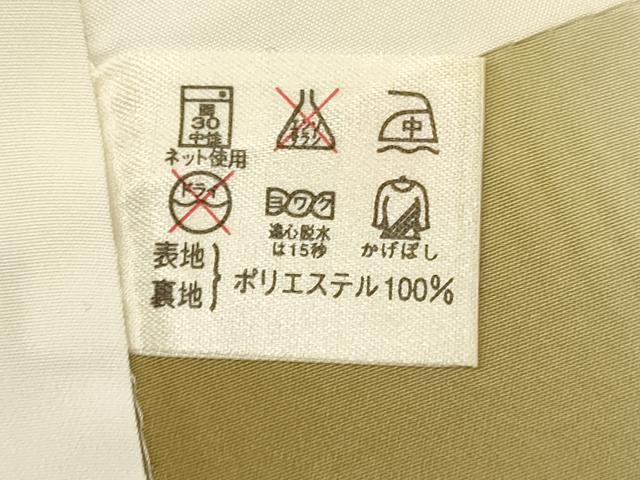 弱
30
中性
ネット使用
エンソ
サラシ
中
ドライ
ヨワク
遠心脱水
は15秒
かげぼし
表地
裏地
ポリエステル100%